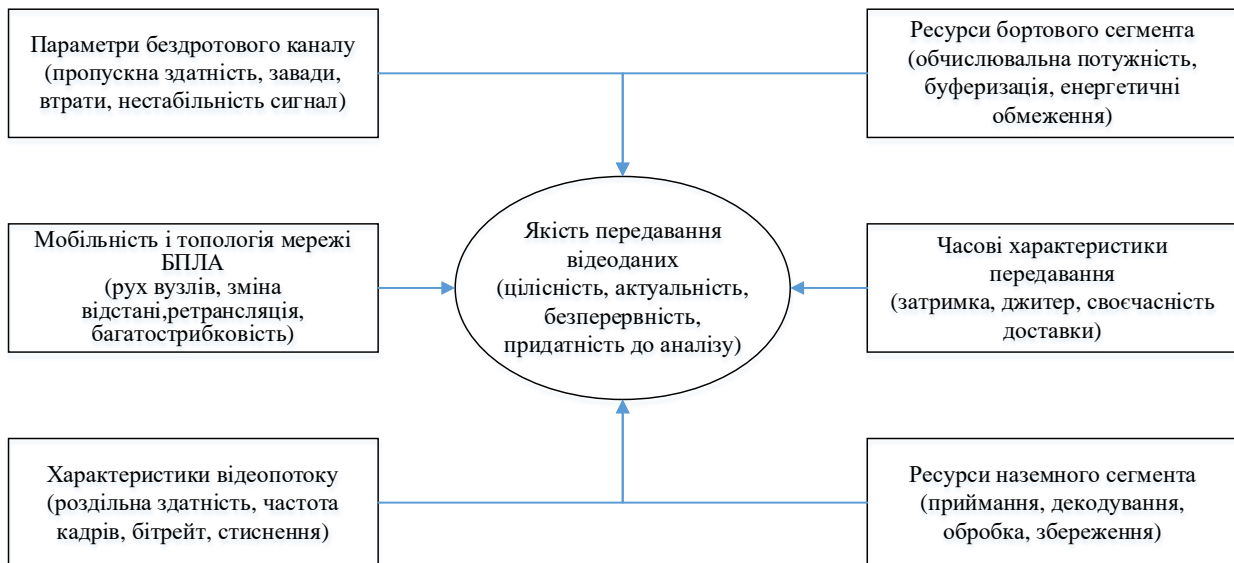 Параметри бездротового каналу
(пропускна здатність, завади,
втрати, нестабільність сигнал)
Ресурси бортового сегмента
(обчислювальна потужність,
буферизація, енергетичні
обмеження)
Мобільність і топологія мережі
БПЛА
(рух вузлів, зміна
відстані,ретрансляція,
багатострибковість)
Якість передавання
відеоданих
(цілісність, актуальність,
безперервність,
придатність до аналізу)
Часові характеристики
передавання
(затримка, джитер, своєчасність
доставки)
Характеристики відеопотоку
(роздільна здатність, частота
кадрів, бітрейт, стиснення)
Ресурси наземного сегмента
(приймання, декодування,
обробка, збереження)